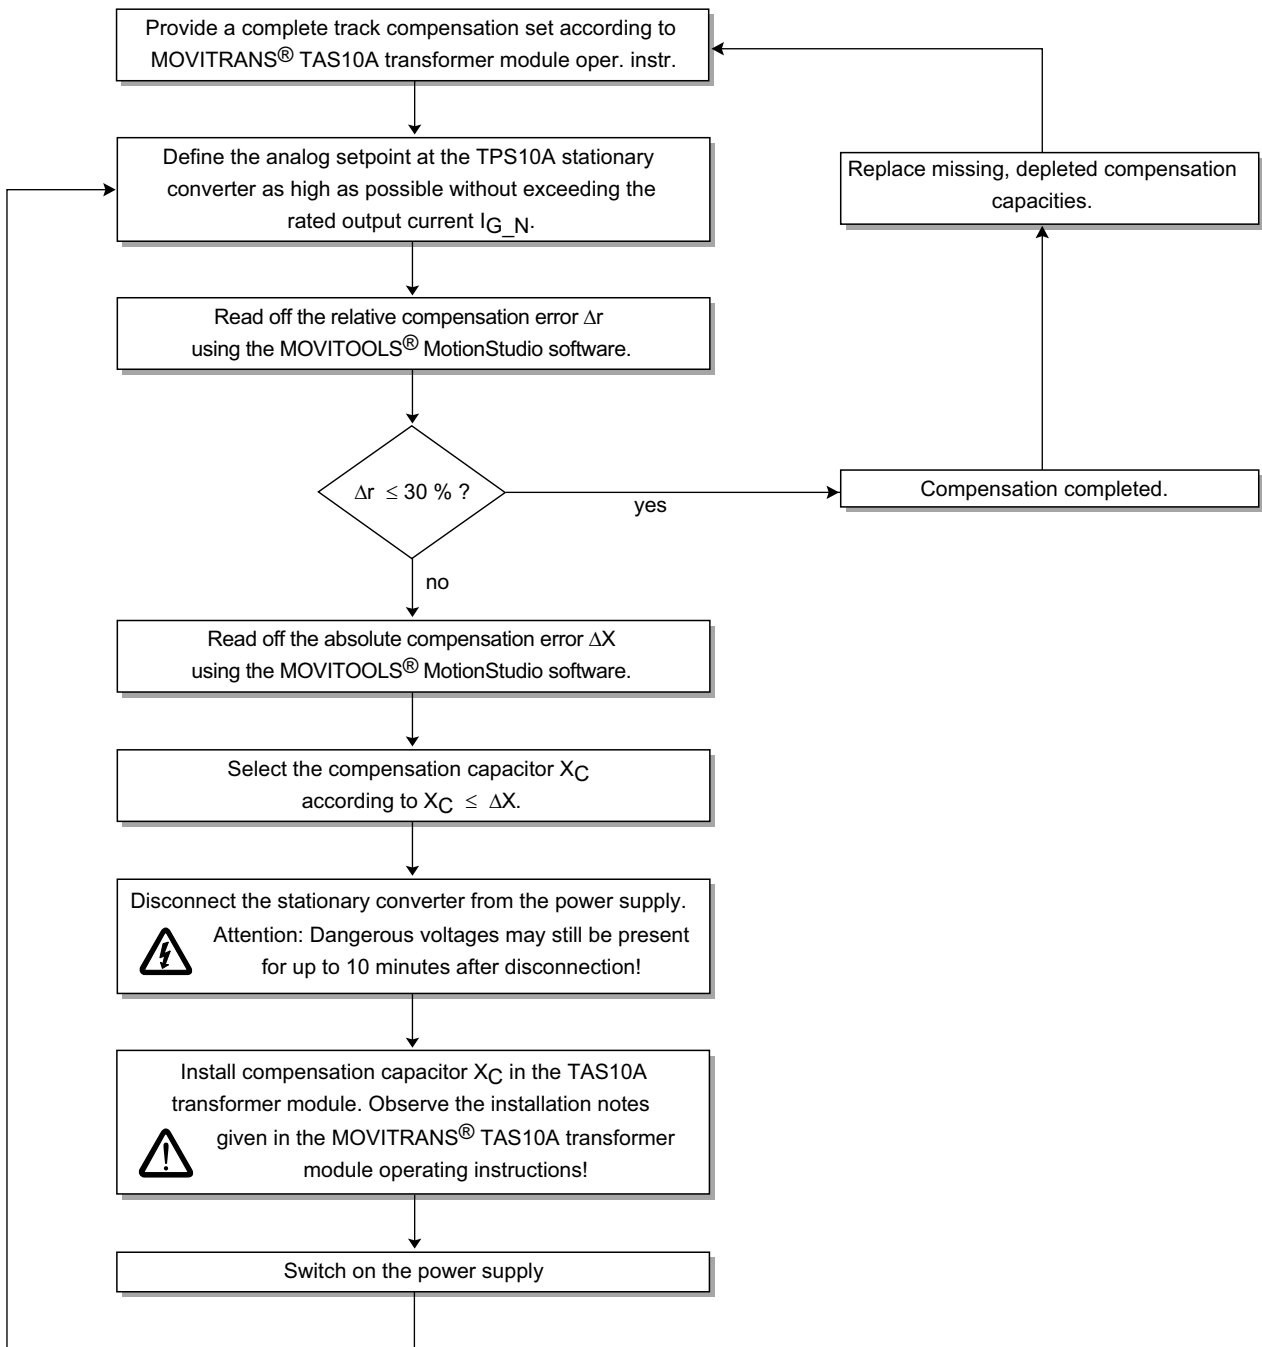 Provide a complete track compensation set according to
MOVITRANS® TAS10A transformer module oper. instr.
Define the analog setpoint at the TPS10A stationary
converter as high as possible without exceeding the
rated output current I_G_N.
Replace missing, depleted compensation
capacities.
Read off the relative compensation error Δr
using the MOVITOOLS® MotionStudio software.
Δr ≤ 30 % ?
yes
Compensation completed.
no
Read off the absolute compensation error ΔX
using the MOVITOOLS® MotionStudio software.
Select the compensation capacitor X_C
according to X_C ≤ ΔX.
Disconnect the stationary converter from the power supply.
Attention: Dangerous voltages may still be present
for up to 10 minutes after disconnection!
Install compensation capacitor X_C in the TAS10A
transformer module. Observe the installation notes
given in the MOVITRANS® TAS10A transformer
module operating instructions!
Switch on the power supply